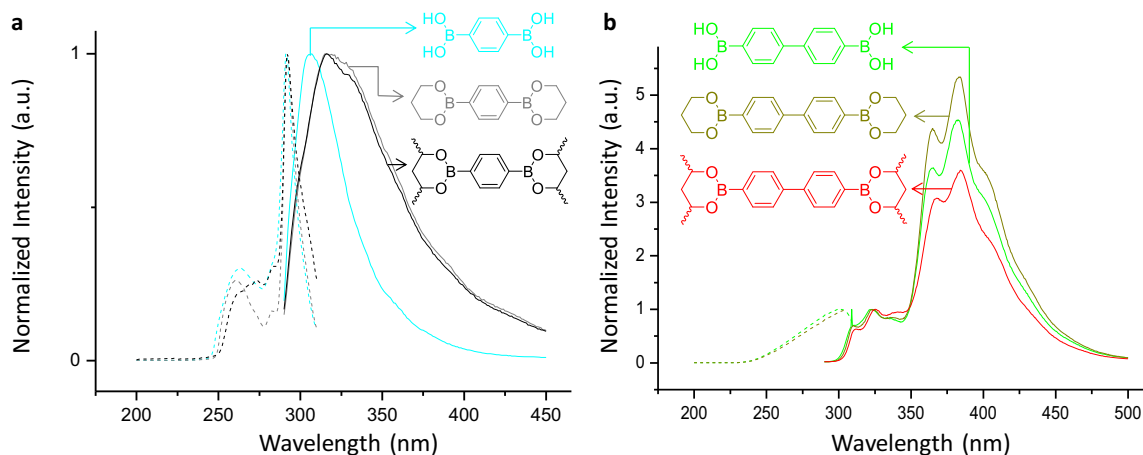 a
HO OH
B B
HO OH
O O
B B
O O
O O
B B
O O
1
0
Normalized Intensity (a.u.)
200 250 300 350 400 450
Wavelength (nm)
b
HO OH
B B
HO OH
O O
B B
O O
O O
B B
O O
5
4
3
2
1
0
Normalized Intensity (a.u.)
200 250 300 350 400 450 500
Wavelength (nm)